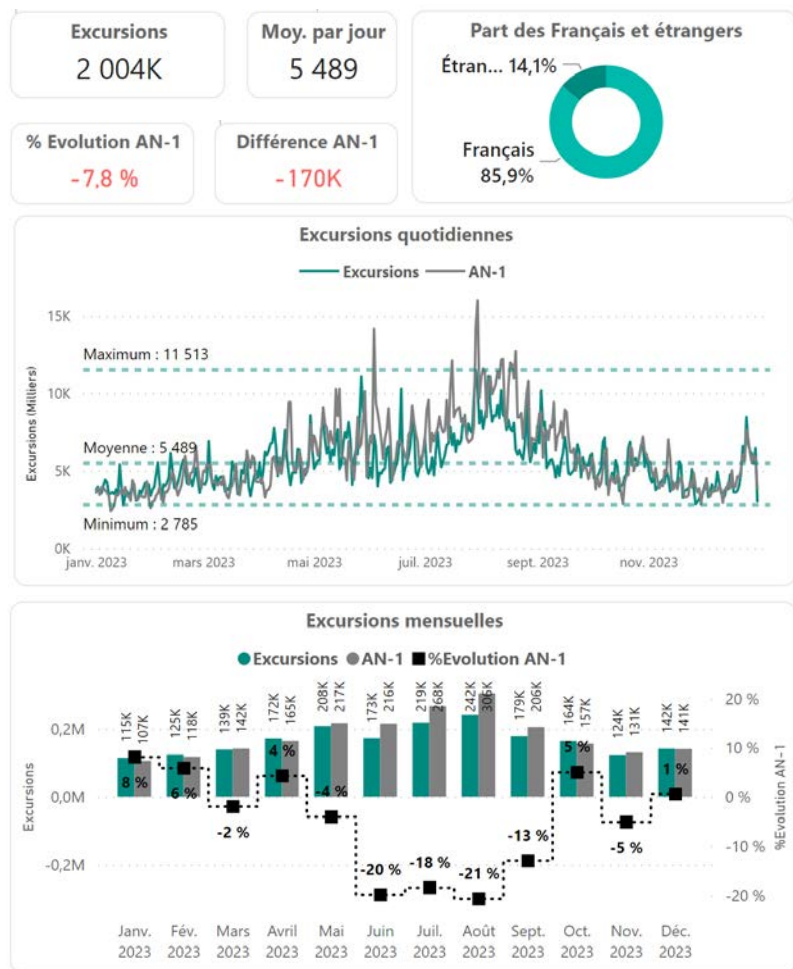 Excursions
2 004K
Moy. par jour
5 489
Part des Français et étrangers
Étran... 14,1%
Français
85,9%
% Evolution AN-1
-7,8 %
Différence AN-1
-170K
Excursions quotidiennes
Excursions AN-1
Excursions (Milliers)
15K
10K
5K
0K
Maximum : 11 513
Moyenne : 5 489
Minimum : 2 785
janv. 2023 mars 2023 mai 2023 juil. 2023 sept. 2023 nov. 2023
Excursions mensuelles
Excursions AN-1 %Evolution AN-1
Excursions
0,2M
0,0M
-0,2M
115K 107K 125K 118K 139K 142K 172K 165K 208K 217K 173K 216K 219K 268K 242K 306K 179K 206K 164K 157K 124K 131K 142K 141K
8 % 6 % -2 % 4 % -4 % -20 % -18 % -21 % -13 % 5 % -5 % 1 %
20 %
10 %
0 %
-10 %
-20 %
%Evolution AN-1
Janv. Fév. Mars Avril Mai Juin Juil. Août Sept. Oct. Nov. Déc.
2023 2023 2023 2023 2023 2023 2023 2023 2023 2023 2023 2023